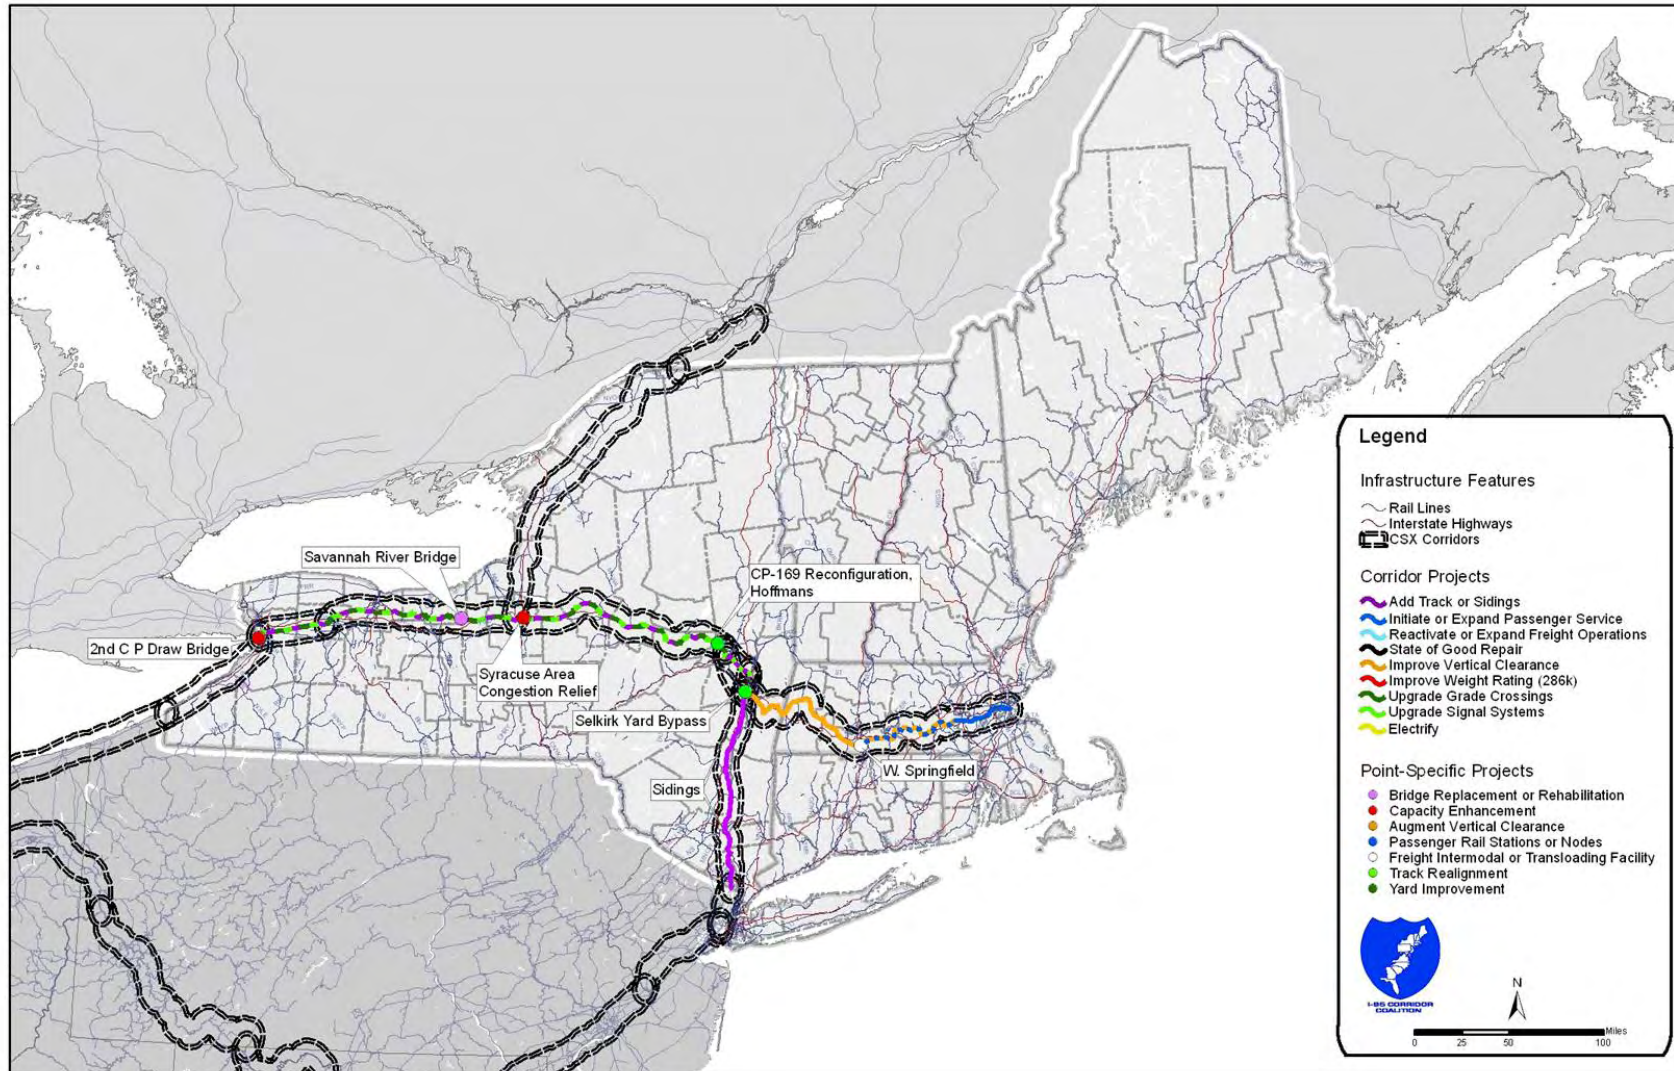 Savannah River Bridge
CP-169 Reconfiguration,
Hoffmans
2nd C P Draw Bridge
Syracuse Area
Congestion Relief
Selkirk Yard Bypass
Sidings
W. Springfield
Legend
Infrastructure Features
Rail Lines
Interstate Highways
CSX Corridors
Corridor Projects
Add Track or Sidings
Initiate or Expand Passenger Service
Reactivate or Expand Freight Operations
State of Good Repair
Improve Vertical Clearance
Improve Weight Rating (286k)
Upgrade Grade Crossings
Upgrade Signal Systems
Electrify
Point-Specific Projects
Bridge Replacement or Rehabilitation
Capacity Enhancement
Augment Vertical Clearance
Passenger Rail Stations or Nodes
Freight Intermodal or Transloading Facility
Track Realignment
Yard Improvement
I-95 CORRIDOR
COALITION
N
Miles
0 25 50 100